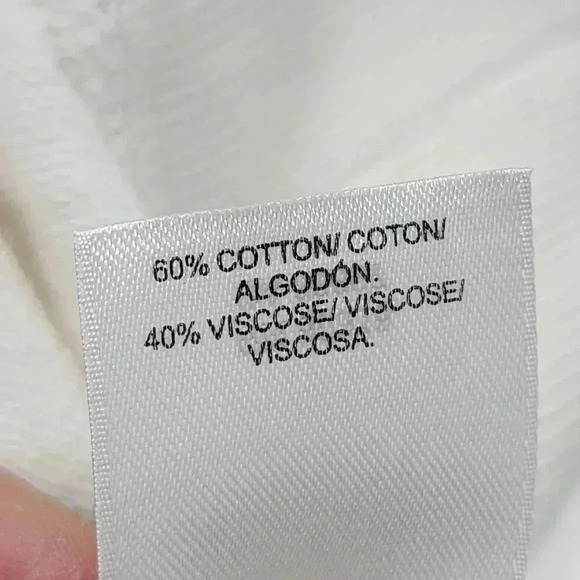 60% COTTON/ COTON/
ALGODÓN.
40% VISCOSE/ VISCOSE/
VISCOSA.